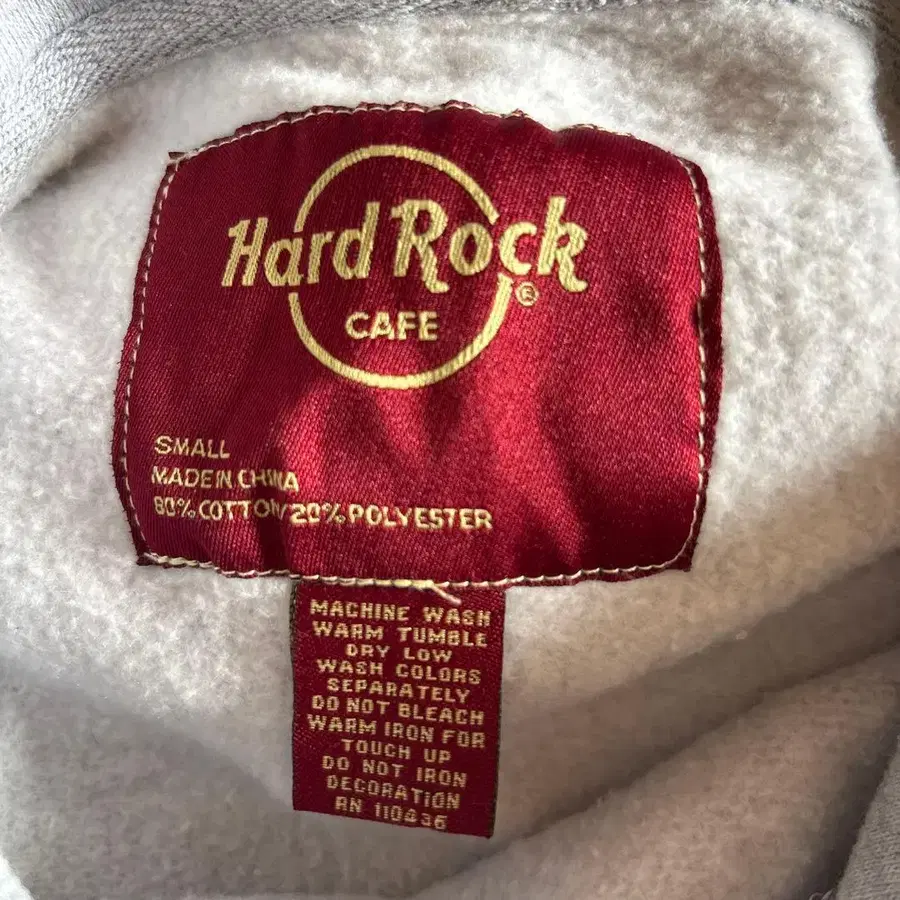 Hard Rock
®
CAFE
SMALL
MADE IN CHINA
80% COTTON 20% POLYESTER
MACHINE WASH
WARM TUMBLE
DRY LOW
WASH COLORS
SEPARATELY
DO NOT BLEACH
WARM IRON FOR
TOUCH UP
DO NOT IRON
DECORATION
RN 110436